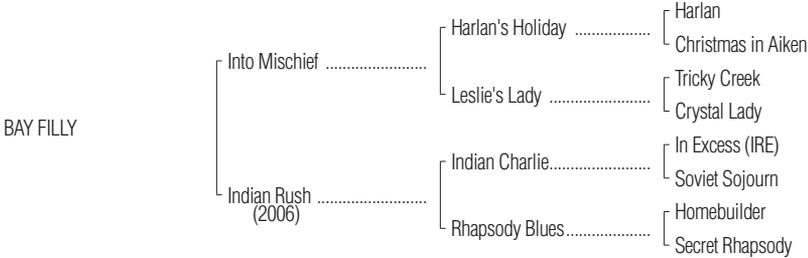 Harlan
Harlan's Holiday ..................
Christmas in Aiken
Into Mischief ........................
Tricky Creek
Leslie's Lady ........................
Crystal Lady
BAY FILLY
In Excess (IRE)
Indian Charlie........................
Soviet Sojourn
Indian Rush ..........................
(2006)
Homebuilder
Rhapsody Blues....................
Secret Rhapsody